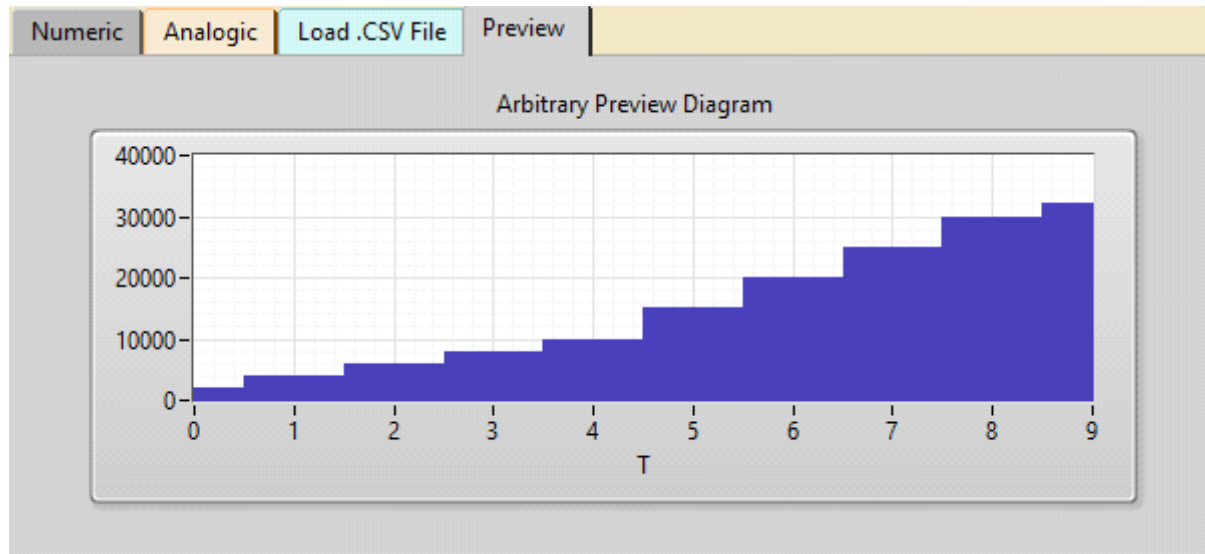 Numeric Analogic Load .CSV File Preview
Arbitrary Preview Diagram
40000
30000
20000
10000
0
0 1 2 3 4 5 6 7 8 9
T